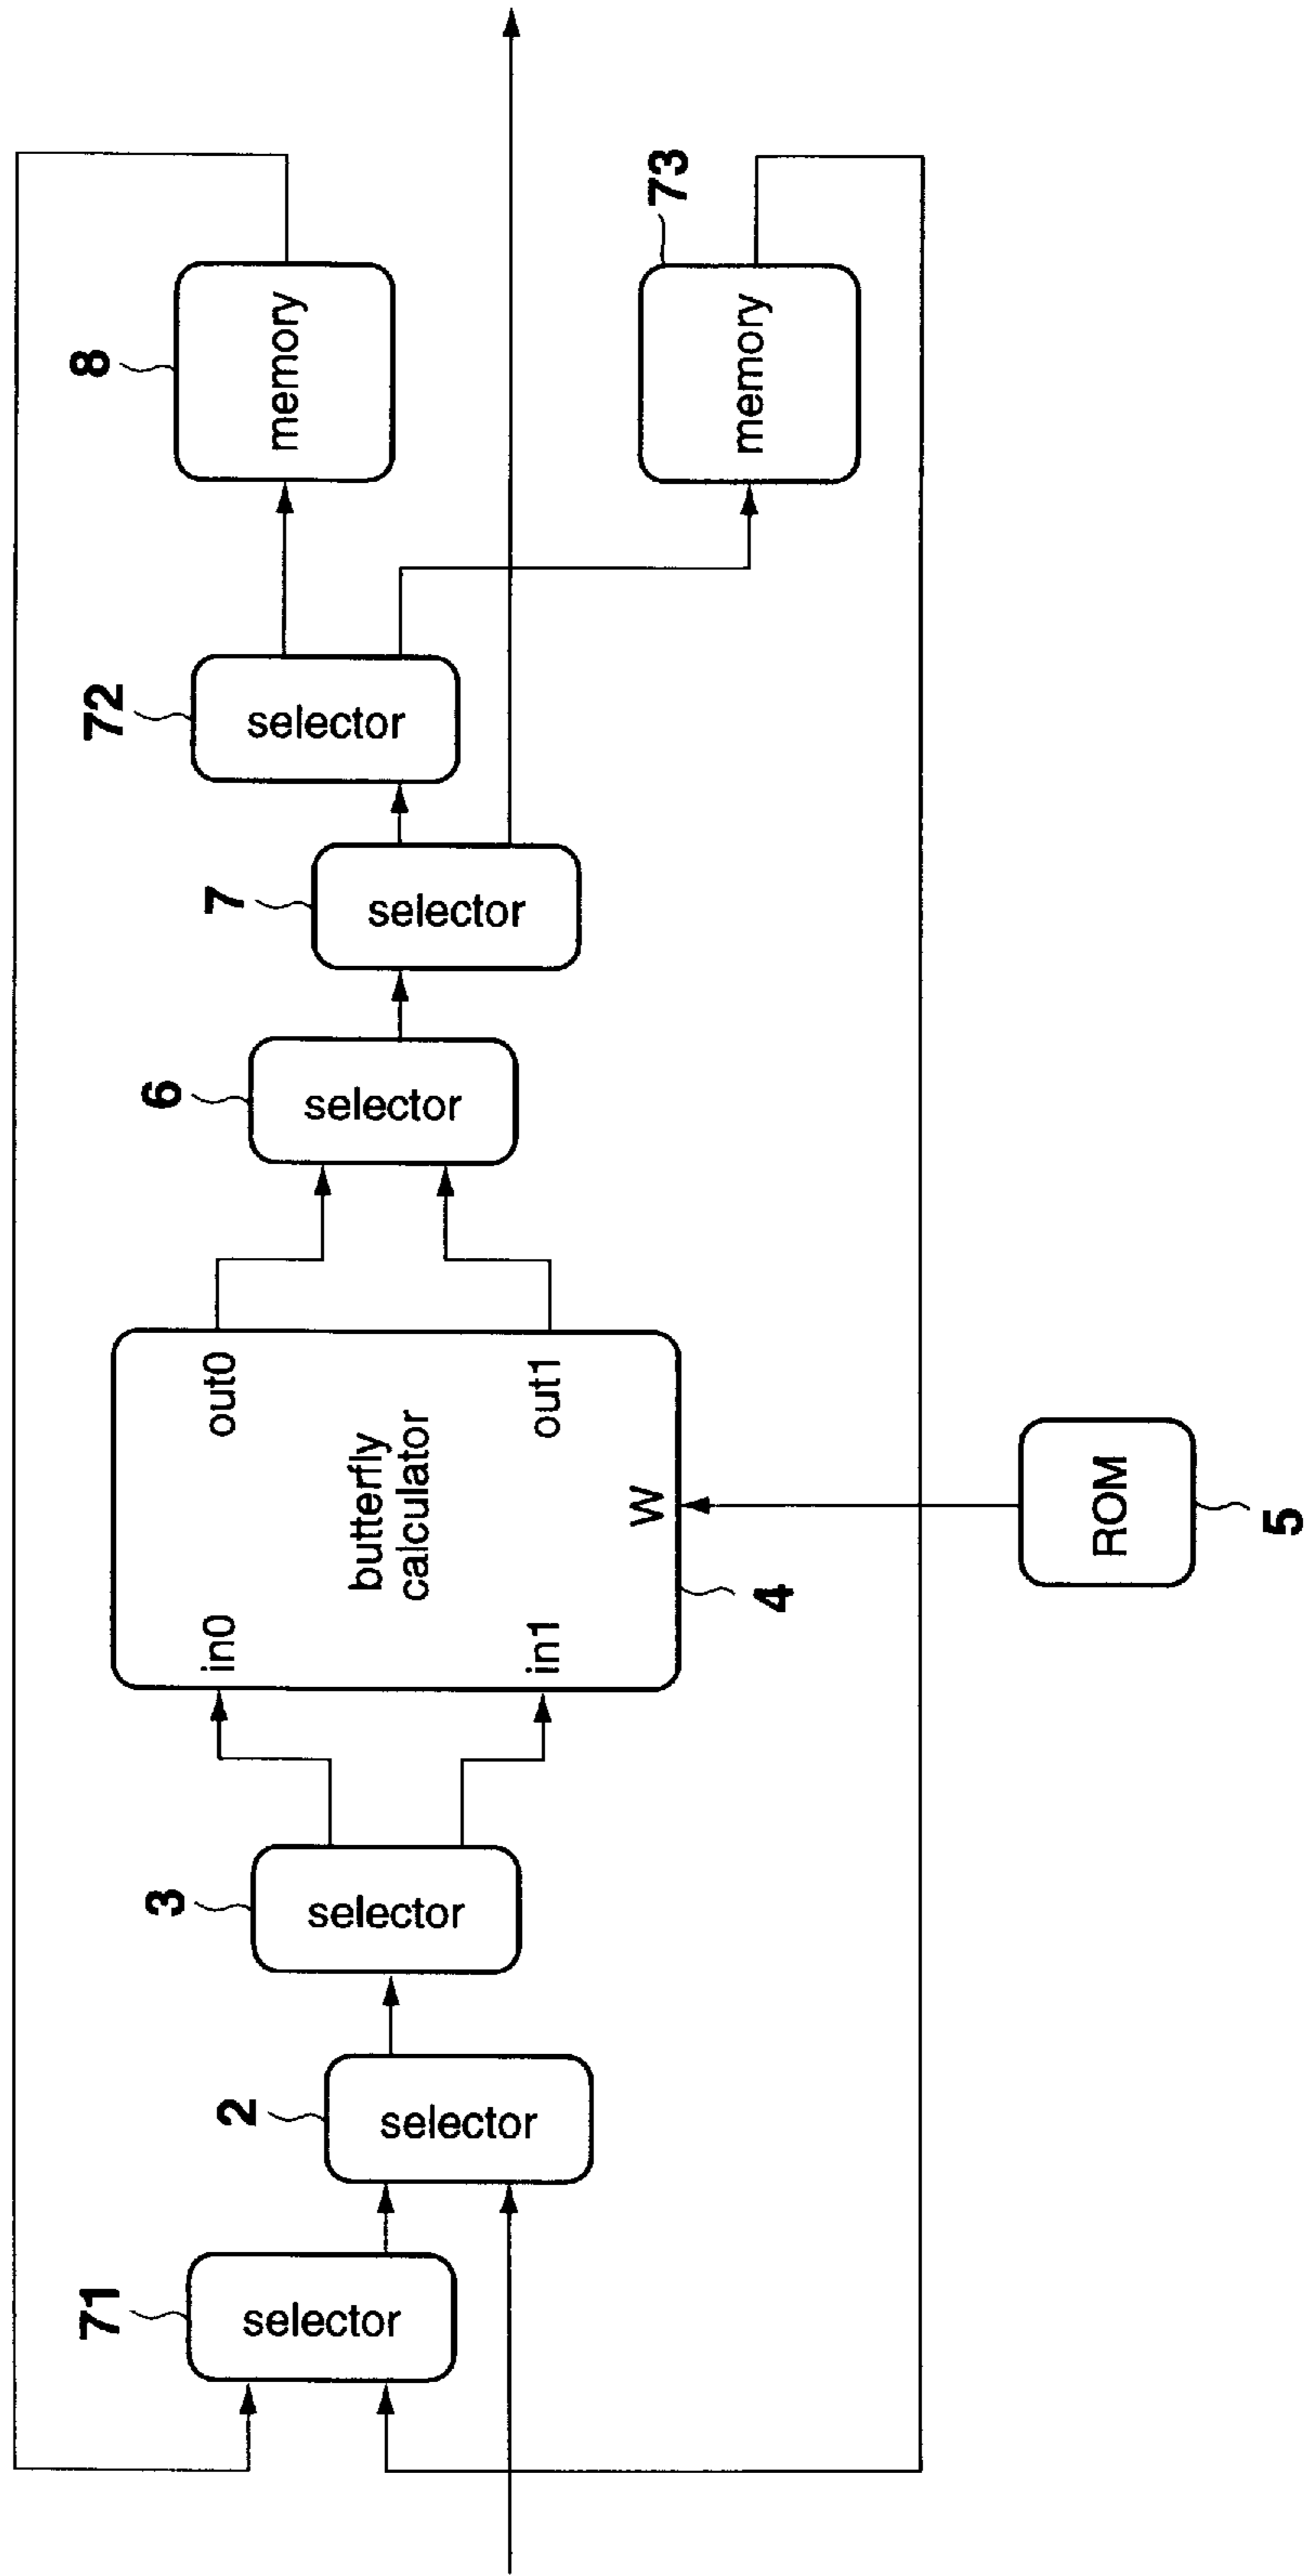 71
selector
2
selector
3
selector
in0
in1
butterfly
calculator
W
out0
out1
4
ROM
5
6
selector
7
selector
72
selector
8
memory
73
memory